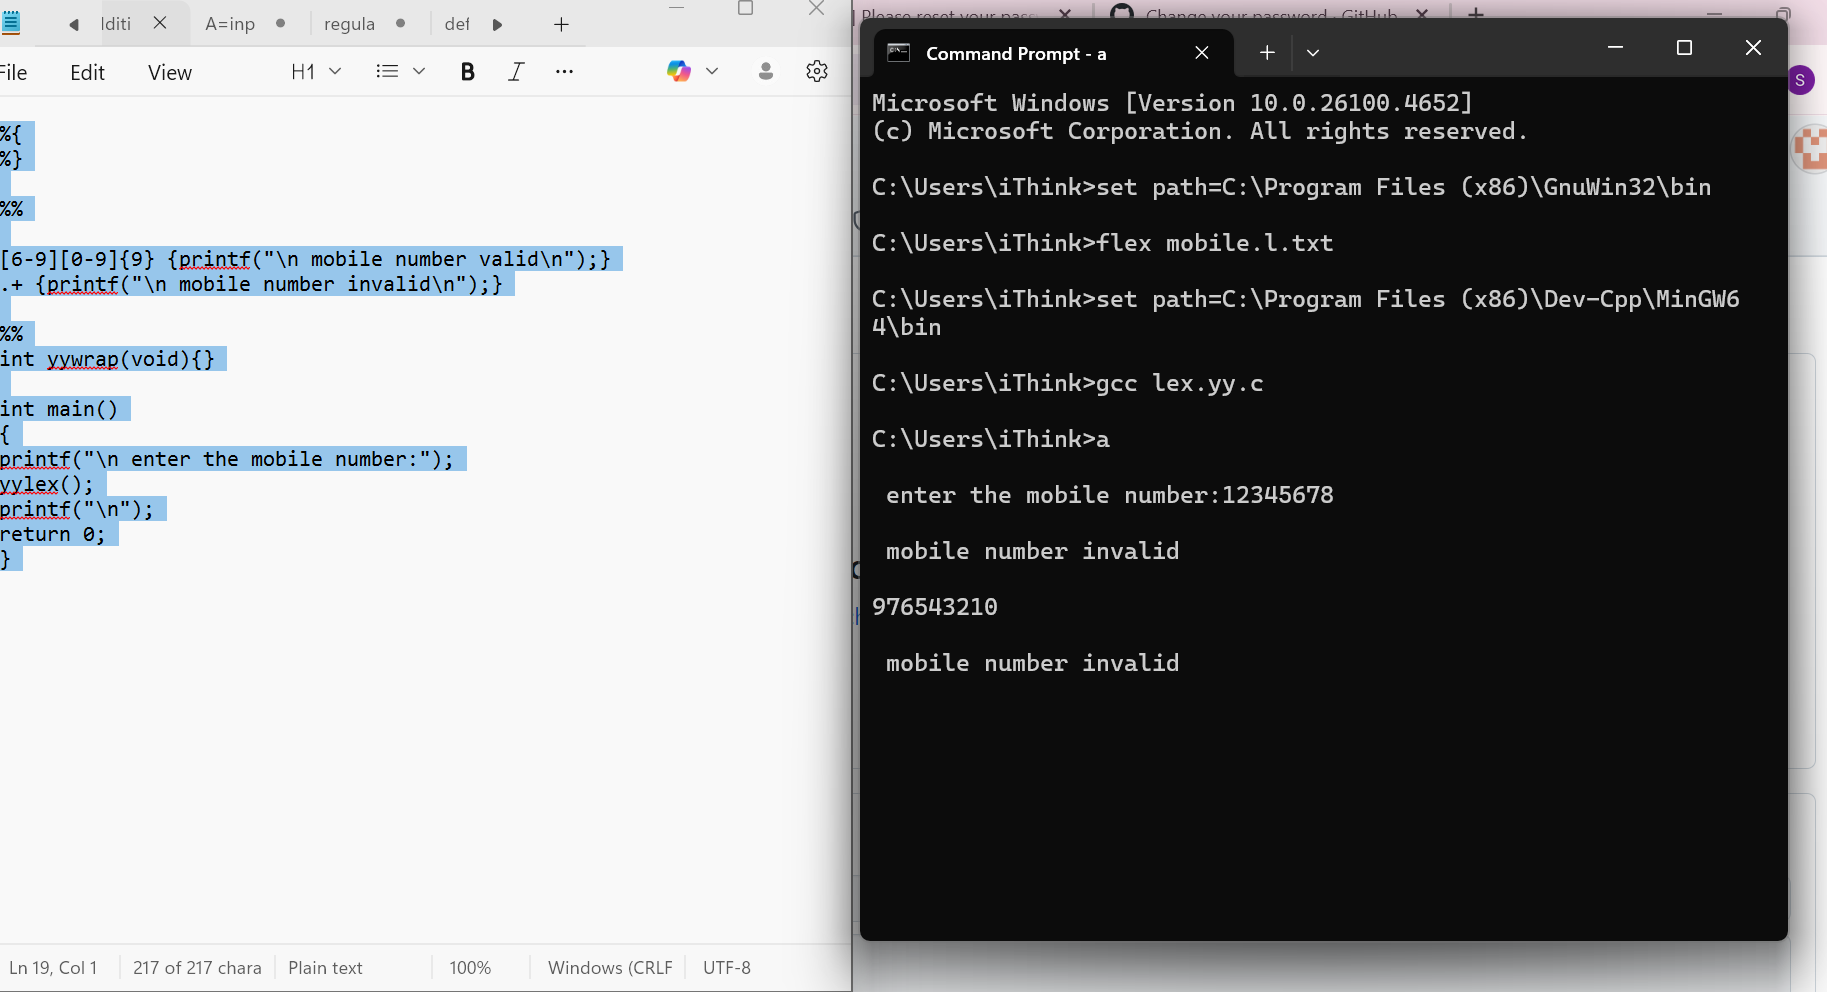 lditi
A=inp
regula
def
File Edit View H1 B I ...
%{
%}
%%
[6-9][0-9]{9} {printf("\n mobile number valid\n");}
.+ {printf("\n mobile number invalid\n");}
%%
int yywrap(void){}
int main()
{
printf("\n enter the mobile number:");
yylex();
printf("\n");
return 0;
}
Ln 19, Col 1 217 of 217 chara Plain text 100% Windows (CRLF UTF-8
Please reset your pass
Change your password · GitHub
S
Command Prompt - a
Microsoft Windows [Version 10.0.26100.4652]
(c) Microsoft Corporation. All rights reserved.
C:\Users\iThink>set path=C:\Program Files (x86)\GnuWin32\bin
C:\Users\iThink>flex mobile.l.txt
C:\Users\iThink>set path=C:\Program Files (x86)\Dev-Cpp\MinGW6
4\bin
C:\Users\iThink>gcc lex.yy.c
C:\Users\iThink>a
enter the mobile number:12345678
mobile number invalid
976543210
mobile number invalid